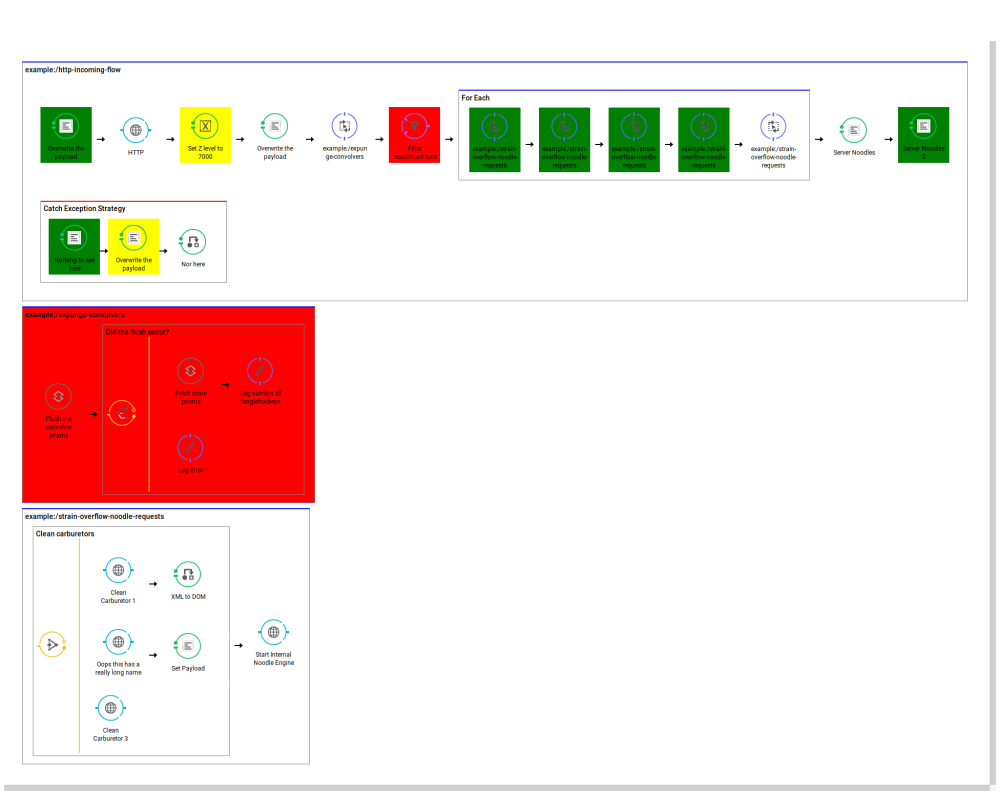 example:/http-incoming-flow
For Each
Overwrite the
payload
HTTP
Set Z level to
7000
Overwrite the
payload
example:/expun
ge-convolvers
Filter
example:/strain-
overflow-noodle-
requests
example:/strain-
overflow-noodle-
requests
example:/strain-
overflow-noodle-
requests
example:/strain-
overflow-noodle-
requests
example:/strain-
overflow-noodle-
requests
Server Noodles
Server Noodles
2
Catch Exception Strategy
Nothing to see
here
Overwrite the
payload
Nor here
example:/expunge-convolvers
Did the flush occur?
Flush the
convolver
prisms
Fetch more
prisms
Log number of
fanglehockeys
Log Error
example:/strain-overflow-noodle-requests
Clean carburetors
Clean
Carburetor 1
XML to DOM
Oops this has a
really long name
Set Payload
Clean
Carburetor 3
Start Internal
Noodle Engine